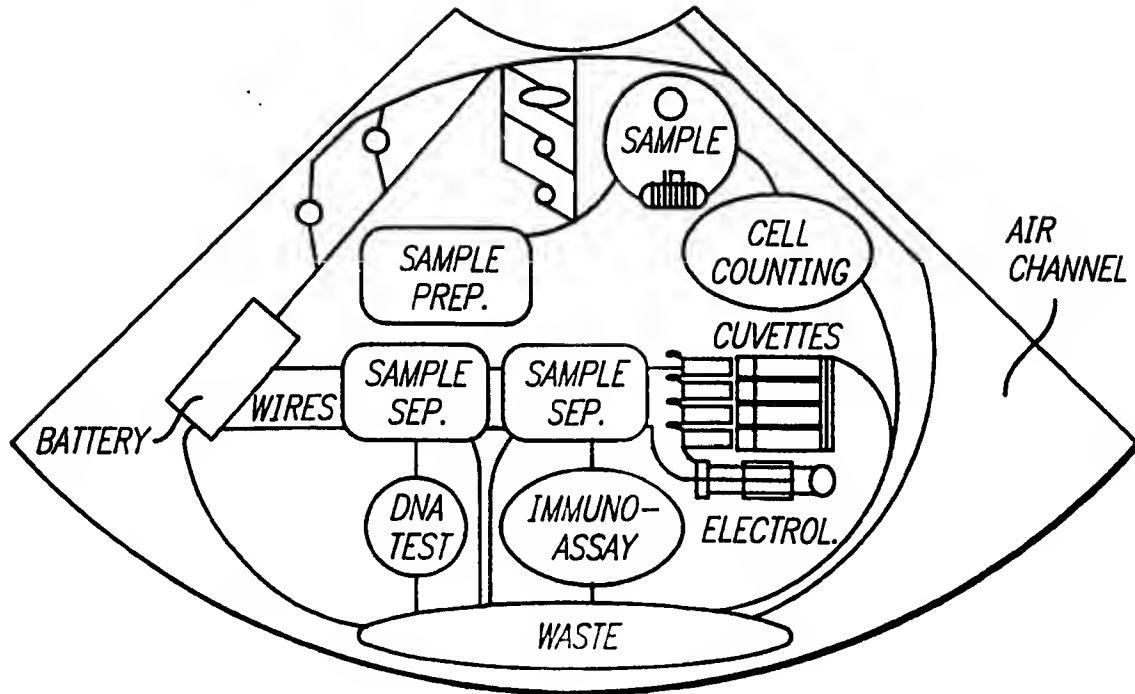 SAMPLE
CELL
COUNTING
AIR
CHANNEL
SAMPLE
PREP.
CUVETTES
SAMPLE
SEP.
SAMPLE
SEP.
WIRES
BATTERY
DNA
TEST
IMMUNO-
ASSAY
ELECTROL.
WASTE